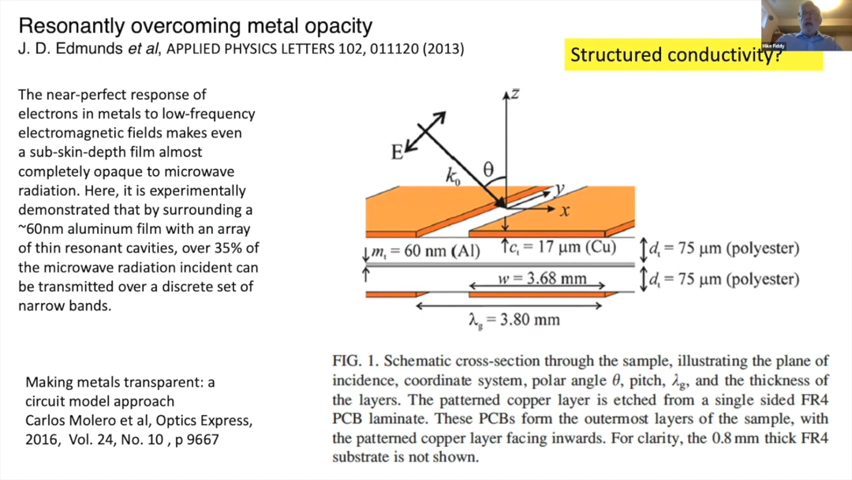 Resonantly overcoming metal opacity
J. D. Edmunds et al, APPLIED PHYSICS LETTERS 102, 011120 (2013)
Structured conductivity?
Mike Fiddy
The near-perfect response of
electrons in metals to low-frequency
electromagnetic fields makes even
a sub-skin-depth film almost
completely opaque to microwave
radiation. Here, it is experimentally
demonstrated that by surrounding a
~60nm aluminum film with an array
of thin resonant cavities, over 35% of
the microwave radiation incident can
be transmitted over a discrete set of
narrow bands.
Making metals transparent: a
circuit model approach
Carlos Molero et al, Optics Express,
2016, Vol. 24, No. 10 , p 9667
z
E
k₀
θ
y
x
mₜ = 60 nm (Al)
cₜ = 17 μm (Cu)
dₜ = 75 μm (polyester)
w = 3.68 mm
dₜ = 75 μm (polyester)
λg = 3.80 mm
FIG. 1. Schematic cross-section through the sample, illustrating the plane of
incidence, coordinate system, polar angle θ, pitch, λg, and the thickness of
the layers. The patterned copper layer is etched from a single sided FR4
PCB laminate. These PCBs form the outermost layers of the sample, with
the patterned copper layer facing inwards. For clarity, the 0.8 mm thick FR4
substrate is not shown.